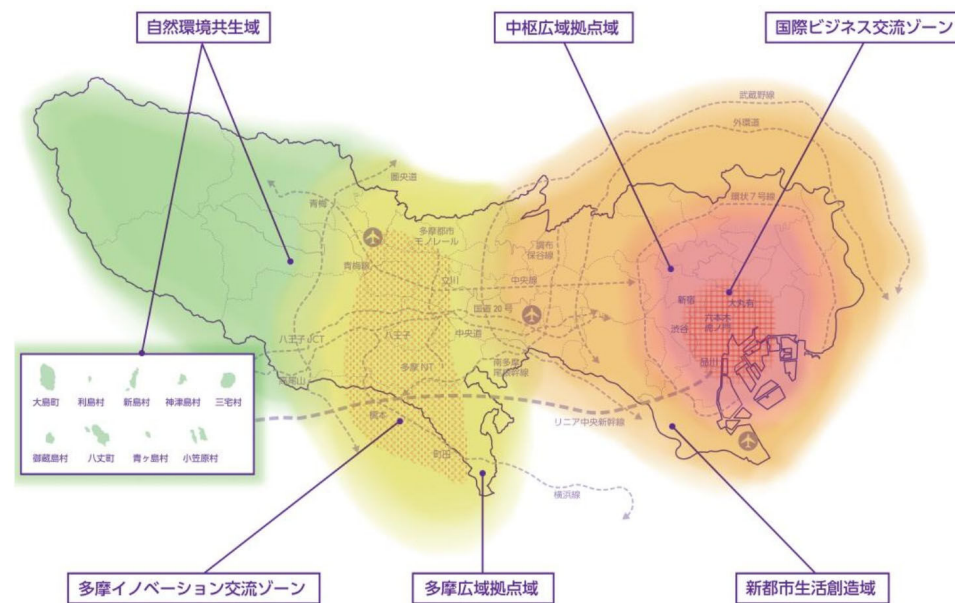 自然環境共生域
中枢広域拠点域
国際ビジネス交流ゾーン
武蔵野線
外環道
圏央道
環状7号線
青梅
多摩都市
モノレール
調布
保谷線
青梅線
立川
中央線
新宿
大丸有
国道20号
六本木
虎ノ門
渋谷
八王子JCT
八王子
中央道
品川
多摩NT
南多摩
尾根幹線
高尾山
橋本
リニア中央新幹線
町田
横浜線
大島町
利島村
新島村
神津島村
三宅村
御蔵島村
八丈町
青ヶ島村
小笠原村
多摩イノベーション交流ゾーン
多摩広域拠点域
新都市生活創造域